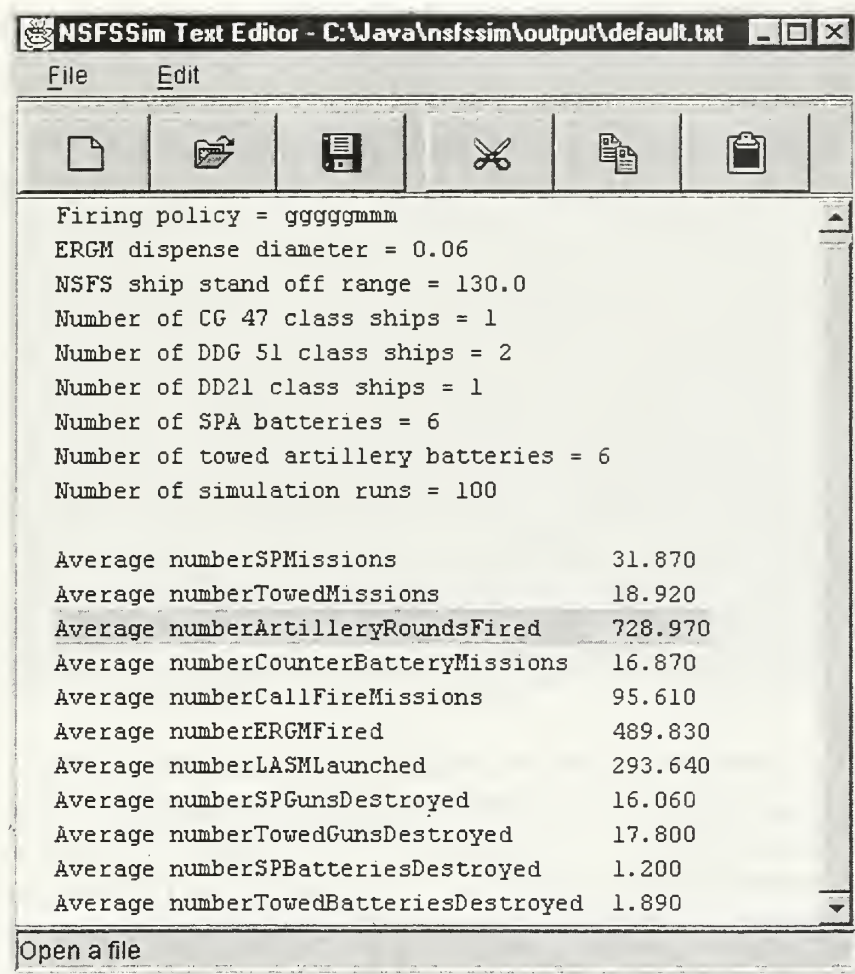 NSFSSim Text Editor - C:\Java\nsfssim\output\default.txt
File Edit
Firing policy = gggggmmm
ERGM dispense diameter = 0.06
NSFS ship stand off range = 130.0
Number of CG 47 class ships = 1
Number of DDG 51 class ships = 2
Number of DD21 class ships = 1
Number of SPA batteries = 6
Number of towed artillery batteries = 6
Number of simulation runs = 100
Average numberSPMissions 31.870
Average numberTowedMissions 18.920
Average numberArtilleryRoundsFired 728.970
Average numberCounterBatteryMissions 16.870
Average numberCallFireMissions 95.610
Average numberERGMFired 489.830
Average numberLASMLaunched 293.640
Average numberSPGunsDestroyed 16.060
Average numberTowedGunsDestroyed 17.800
Average numberSPBatteriesDestroyed 1.200
Average numberTowedBatteriesDestroyed 1.890
Open a file